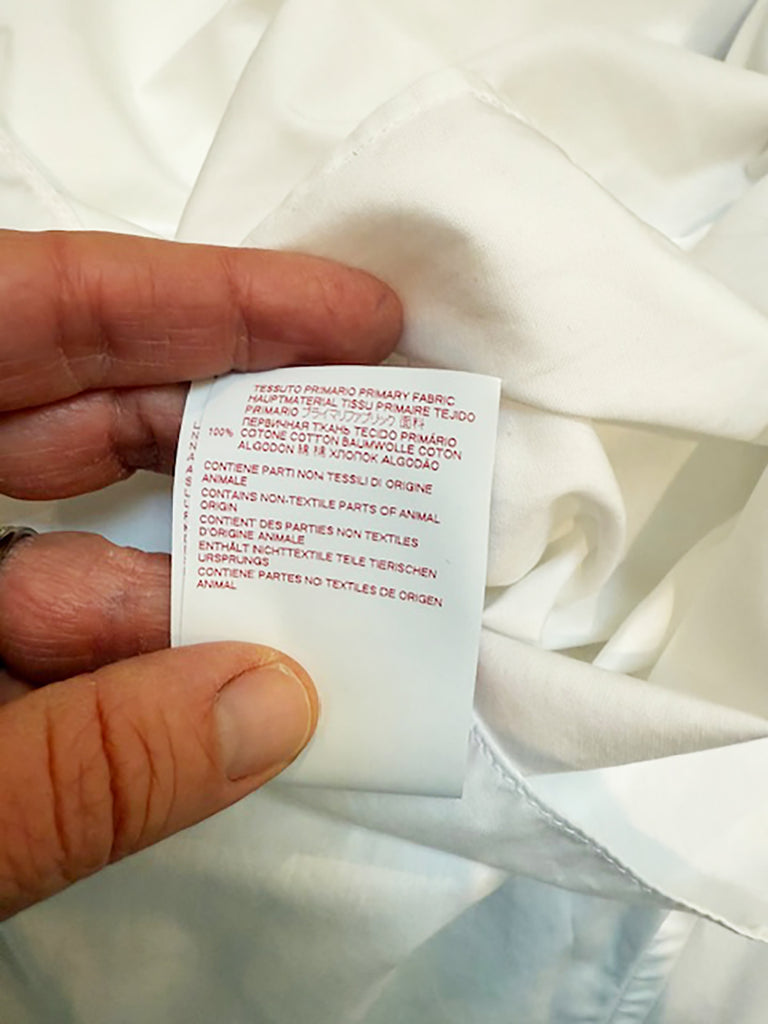 TESSUTO PRIMARIO PRIMARY FABRIC
HAUPTMATERIAL TISSU PRIMAIRE TEJIDO
PRIMARIO プライマリファブリック 面料
ПЕРВИЧНАЯ ТКАНЬ TECIDO PRIMÁRIO
100% COTONE COTTON BAUMWOLLE COTON
ALGODÓN 綿 棉 ХЛОПОК ALGODÃO
CONTIENE PARTI NON TESSILI DI ORIGINE
ANIMALE
CONTAINS NON-TEXTILE PARTS OF ANIMAL
ORIGIN
CONTIENT DES PARTIES NON TEXTILES
D'ORIGINE ANIMALE
ENTHÄLT NICHTTEXTILE TEILE TIERISCHEN
URSPRUNGS
CONTIENE PARTES NO TEXTILES DE ORIGEN
ANIMAL